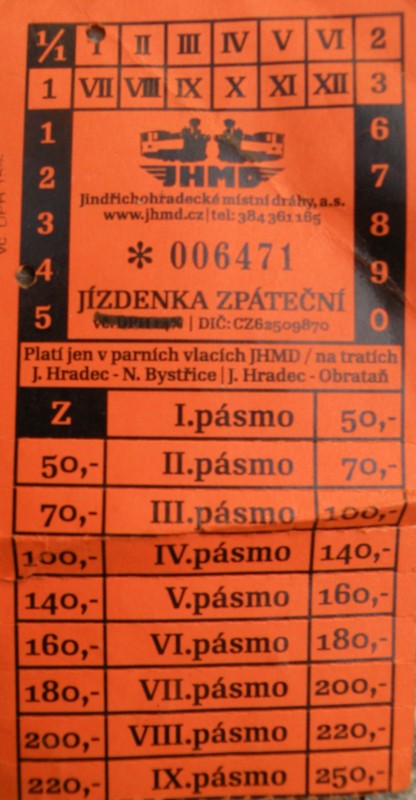 1/1 I II III IV V VI 2
1 VII VIII IX X XI XII 3
1 6
2 JHMD 7
Jindřichohradecké místní dráhy, a.s.
www.jhmd.cz | tel: 384 361 165
3 8
* 006471
4 9
JÍZDENKA ZPÁTEČNÍ
5 vč. DPH 14% | DIČ: CZ62509870 0
Platí jen v parních vlacích JHMD / na tratích
J. Hradec - N. Bystřice | J. Hradec - Obrataň
Z I.pásmo 50,-
50,- II.pásmo 70,-
70,- III.pásmo 100,-
100,- IV.pásmo 140,-
140,- V.pásmo 160,-
160,- VI.pásmo 180,-
180,- VII.pásmo 200,-
200,- VIII.pásmo 220,-
220,- IX.pásmo 250,-